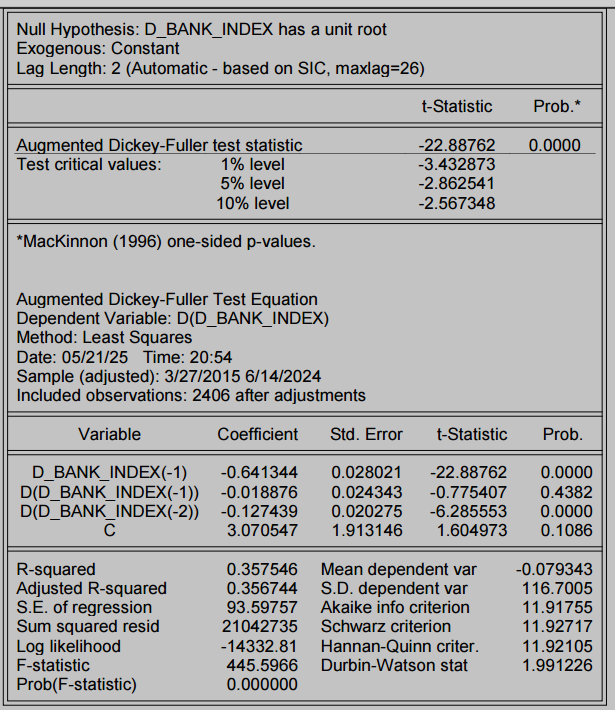 Null Hypothesis: D_BANK_INDEX has a unit root
Exogenous: Constant
Lag Length: 2 (Automatic - based on SIC, maxlag=26)
t-Statistic Prob.*
Augmented Dickey-Fuller test statistic -22.88762 0.0000
Test critical values: 1% level -3.432873
5% level -2.862541
10% level -2.567348
*MacKinnon (1996) one-sided p-values.
Augmented Dickey-Fuller Test Equation
Dependent Variable: D(D_BANK_INDEX)
Method: Least Squares
Date: 05/21/25 Time: 20:54
Sample (adjusted): 3/27/2015 6/14/2024
Included observations: 2406 after adjustments
Variable Coefficient Std. Error t-Statistic Prob.
D_BANK_INDEX(-1) -0.641344 0.028021 -22.88762 0.0000
D(D_BANK_INDEX(-1)) -0.018876 0.024343 -0.775407 0.4382
D(D_BANK_INDEX(-2)) -0.127439 0.020275 -6.285553 0.0000
C 3.070547 1.913146 1.604973 0.1086
R-squared 0.357546 Mean dependent var -0.079343
Adjusted R-squared 0.356744 S.D. dependent var 116.7005
S.E. of regression 93.59757 Akaike info criterion 11.91755
Sum squared resid 21042735 Schwarz criterion 11.92717
Log likelihood -14332.81 Hannan-Quinn criter. 11.92105
F-statistic 445.5966 Durbin-Watson stat 1.991226
Prob(F-statistic) 0.000000